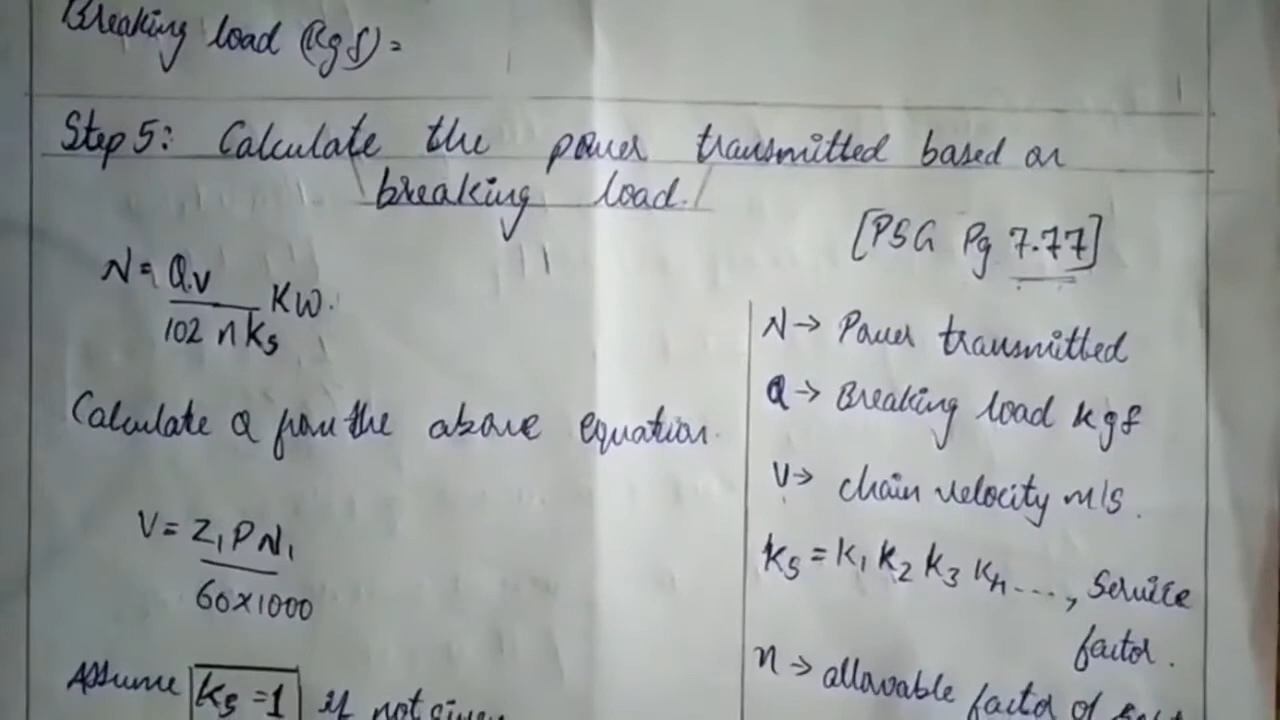 Breaking load (Kgf) =
Step 5: Calculate the power transmitted based on
breaking load.
[PSG Pg 7.77]
N = Q.v
102 n ks
KW.
Calculate Q from the above equation.
V = Z1 P N1
60x1000
Assume ks = 1 if not given
N → Power transmitted
Q → Breaking load kgf
V → chain velocity m/s.
ks = k1 k2 k3 kn ..., Service
factor.
n → allowable factor of